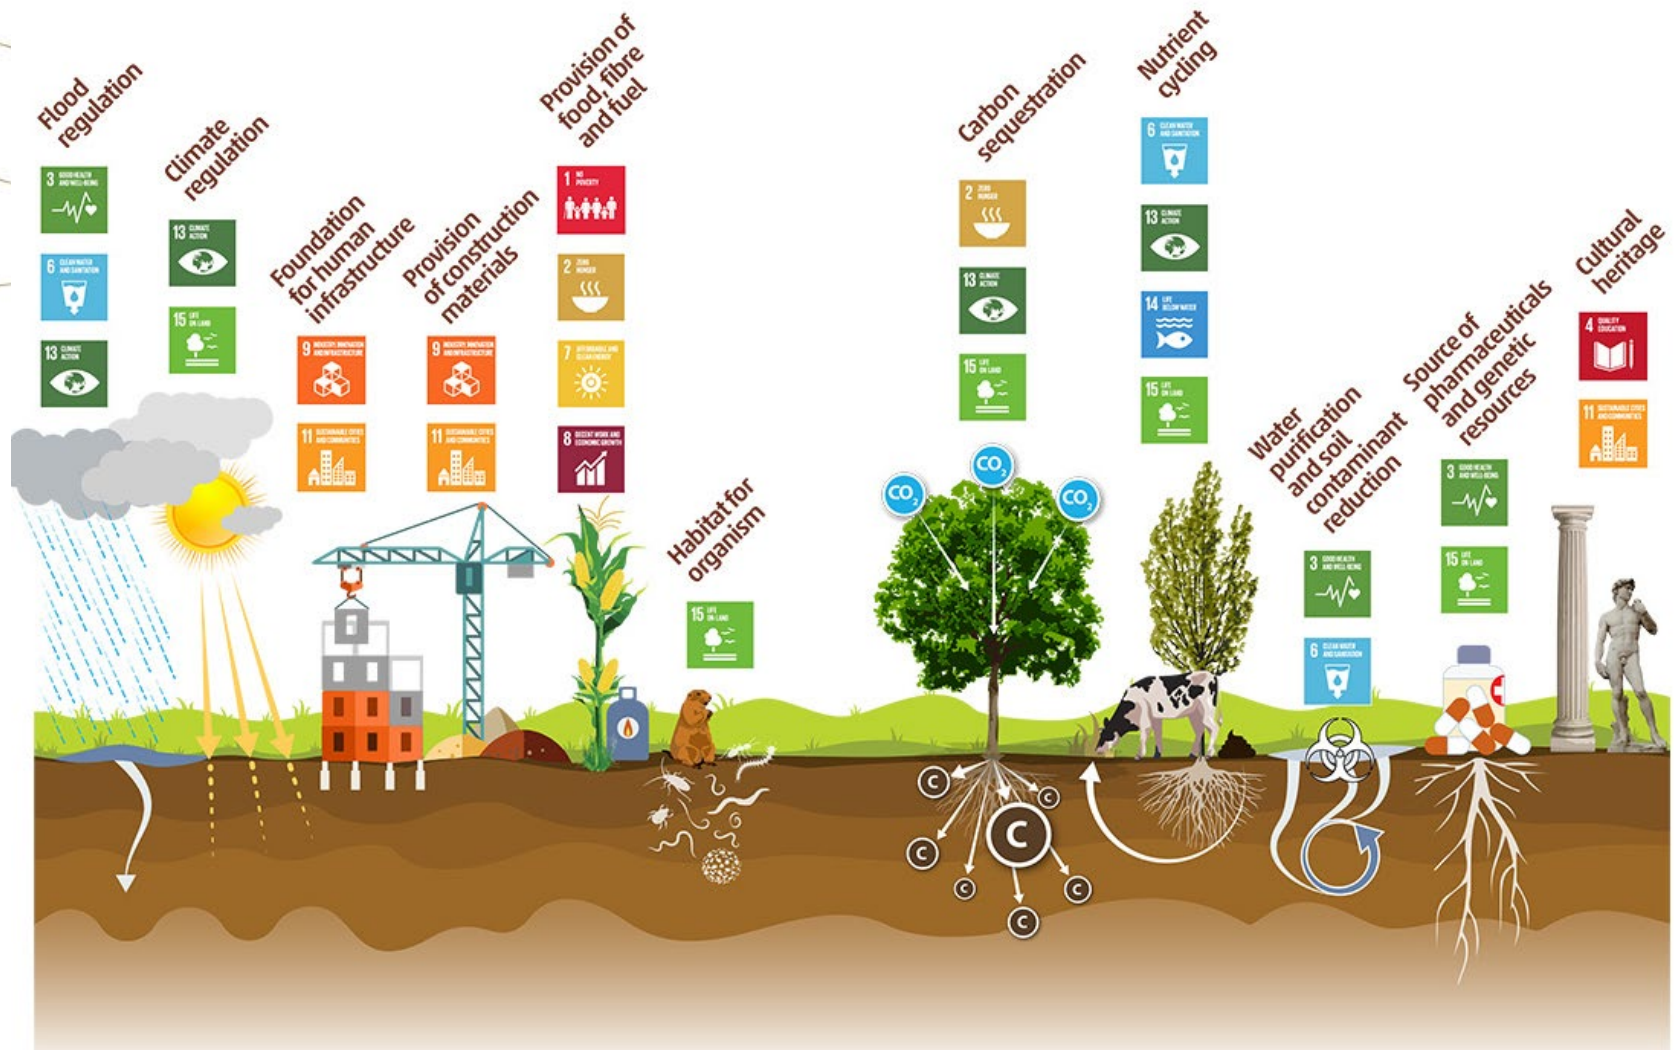 Flood
regulation
3 GOOD HEALTH
AND WELL-BEING
6 CLEAN WATER
AND SANITATION
13 CLIMATE
ACTION
Climate
regulation
13 CLIMATE
ACTION
15 LIFE
ON LAND
Foundation
for human
infrastructure
9 INDUSTRY, INNOVATION
AND INFRASTRUCTURE
11 SUSTAINABLE CITIES
AND COMMUNITIES
Provision
of construction
materials
9 INDUSTRY, INNOVATION
AND INFRASTRUCTURE
11 SUSTAINABLE CITIES
AND COMMUNITIES
Provision of
food, fibre
and fuel
1 NO
POVERTY
2 ZERO
HUNGER
7 AFFORDABLE AND
CLEAN ENERGY
8 DECENT WORK AND
ECONOMIC GROWTH
Habitat for
organism
15 LIFE
ON LAND
Carbon
sequestration
2 ZERO
HUNGER
13 CLIMATE
ACTION
15 LIFE
ON LAND
CO2
CO2
CO2
C
C
C
C
C
C
C
Nutrient
cycling
6 CLEAN WATER
AND SANITATION
13 CLIMATE
ACTION
14 LIFE
BELOW WATER
15 LIFE
ON LAND
Water
purification
and soil
contaminant
reduction
3 GOOD HEALTH
AND WELL-BEING
6 CLEAN WATER
AND SANITATION
Source of
pharmaceuticals
and genetic
resources
3 GOOD HEALTH
AND WELL-BEING
15 LIFE
ON LAND
Cultural
heritage
4 QUALITY
EDUCATION
11 SUSTAINABLE CITIES
AND COMMUNITIES